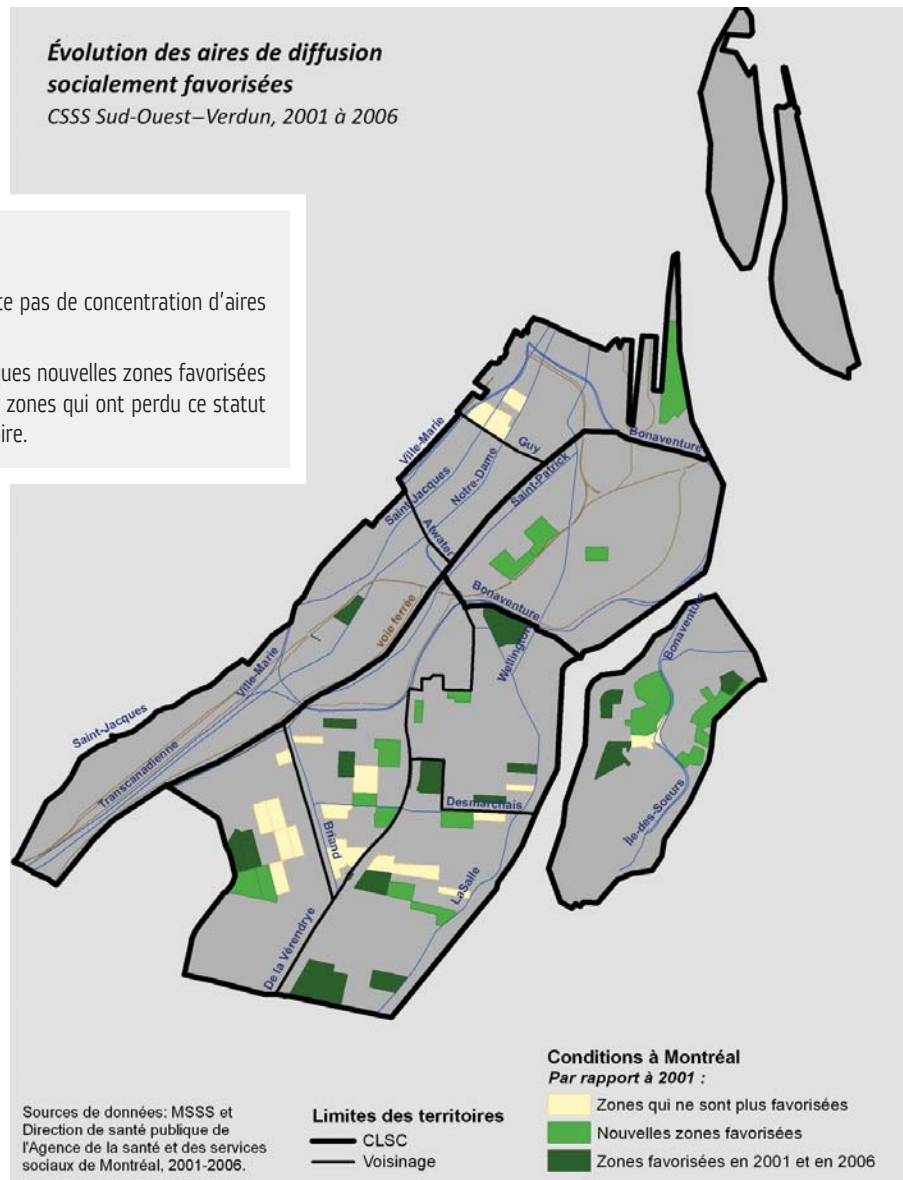 Évolution des aires de diffusion
socialement favorisées
CSSS Sud-Ouest–Verdun, 2001 à 2006
pas de concentration d'aires
nouvelles zones favorisées
zones qui ont perdu ce statut
Ville-Marie
Guy
Bonaventure
Saint-Jacques
Notre-Dame
Saint-Patrick
Atwater
Bonaventure
voie ferrée
Wellington
Bonaventure
Ville-Marie
Saint-Jacques
Transcanadienne
Desmarchais
Île-des-Soeurs
Briand
LaSalle
De la Vérendrye
Conditions à Montréal
Par rapport à 2001 :
Zones qui ne sont plus favorisées
Nouvelles zones favorisées
Zones favorisées en 2001 et en 2006
Limites des territoires
CLSC
Voisinage
Sources de données: MSSS et
Direction de santé publique de
l'Agence de la santé et des services
sociaux de Montréal, 2001-2006.